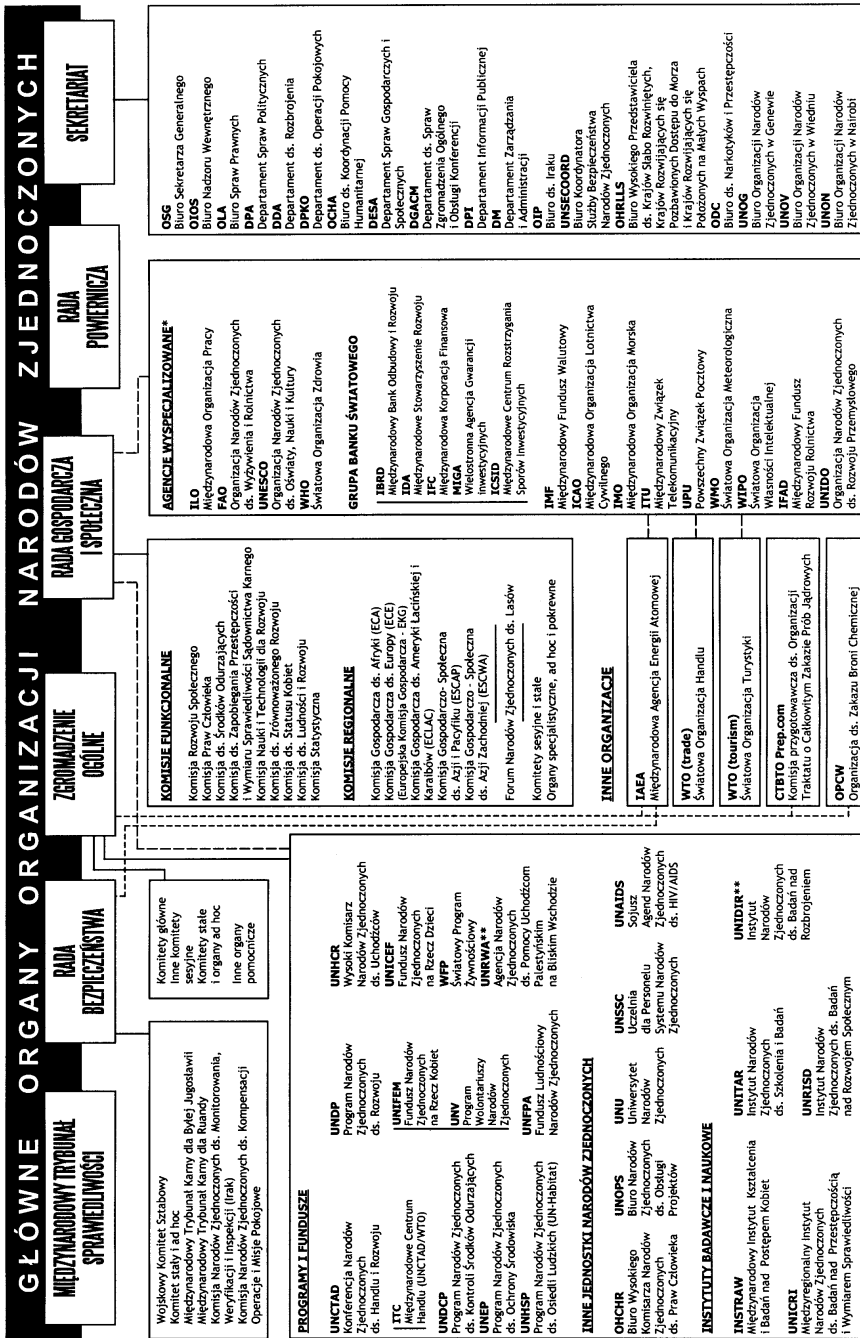 GŁÓWNE ORGANY ORGANIZACJI NARODÓW ZJEDNOCZONYCH
MIĘDZYNARODOWY TRYBUNAŁ
SPRAWIEDLIWOŚCI
RADA
BEZPIECZEŃSTWA
ZGROMADZENIE
OGÓLNE
RADA GOSPODARCZA
I SPOŁECZNA
RADA
POWIERNICZA
SEKRETARIAT
Wojskowy Komitet Sztabowy
Komitet stały i ad hoc
Międzynarodowy Trybunał Karny dla Byłej Jugosławii
Międzynarodowy Trybunał Karny dla Ruandy
Komisja Narodów Zjednoczonych ds. Monitorowania,
Weryfikacji i Inspekcji (Irak)
Komisja Narodów Zjednoczonych ds. Kompensacji
Operacje i Misje Pokojowe
Komitety główne
Inne komitety
sesyjne
Komitety stałe
i organy ad hoc
Inne organy
pomocnicze
PROGRAMY I FUNDUSZE
UNCTAD
Konferencja Narodów
Zjednoczonych
ds. Handlu i Rozwoju
ITC
Międzynarodowe Centrum
Handlu (UNCTAD/WTO)
UNDCP
Program Narodów Zjednoczonych
ds. Kontroli Środków Odurzających
UNEP
Program Narodów Zjednoczonych
ds. Ochrony Środowiska
UNHSP
Program Narodów Zjednoczonych
ds. Osiedli Ludzkich (UN-Habitat)
UNDP
Program Narodów
Zjednoczonych
ds. Rozwoju
UNIFEM
Fundusz Narodów
Zjednoczonych
na Rzecz Kobiet
UNV
Program
Wolontariuszy
Narodów
Zjednoczonych
UNFPA
Fundusz Ludnościowy
Narodów Zjednoczonych
UNHCR
Wysoki Komisarz
Narodów Zjednoczonych
ds. Uchodźców
UNICEF
Fundusz Narodów
Zjednoczonych
na Rzecz Dzieci
WFP
Światowy Program
Żywnościowy
UNRWA**
Agencja Narodów
Zjednoczonych
ds. Pomocy Uchodźcom
Palestyńskim
na Bliskim Wschodzie
INNE JEDNOSTKI NARODÓW ZJEDNOCZONYCH
OHCHR
Biuro Wysokiego
Komisarza Narodów
Zjednoczonych
ds. Praw Człowieka
UNOPS
Biuro Narodów
Zjednoczonych
ds. Obsługi
Projektów
UNU
Uniwersytet
Narodów
Zjednoczonych
UNSSC
Uczelnia
dla Personelu
Systemu Narodów
Zjednoczonych
UNAIDS
Sojusz
Agend Narodów
Zjednoczonych
ds. HIV/AIDS
INSTYTUTY BADAWCZE I NAUKOWE
INSTRAW
Międzynarodowy Instytut Kształcenia
i Badań nad Postępem Kobiet
UNICRI
Międzyregionalny Instytut
Narodów Zjednoczonych
ds. Badań nad Przestępczością
i Wymiarem Sprawiedliwości
UNITAR
Instytut Narodów
Zjednoczonych
ds. Szkolenia i Badań
UNRISD
Instytut Narodów
Zjednoczonych ds. Badań
nad Rozwojem Społecznym
UNIDIR**
Instytut
Narodów
Zjednoczonych
ds. Badań nad
Rozbrojeniem
KOMISJE FUNKCJONALNE
Komisja Rozwoju Społecznego
Komisja Praw Człowieka
Komisja ds. Środków Odurzających
Komisja ds. Zapobiegania Przestępczości
i Wymiaru Sprawiedliwości Sądownictwa Karnego
Komisja Nauki i Technologii dla Rozwoju
Komisja ds. Zrównoważonego Rozwoju
Komisja ds. Statusu Kobiet
Komisja ds. Ludności i Rozwoju
Komisja Statystyczna
KOMISJE REGIONALNE
Komisja Gospodarcza ds. Afryki (ECA)
Komisja Gospodarcza ds. Europy (ECE)
(Europejska Komisja Gospodarcza - EKG)
Komisja Gospodarcza ds. Ameryki Łacińskiej i
Karaibów (ECLAC)
Komisja Gospodarczo- Społeczna
ds. Azji i Pacyfiku (ESCAP)
Komisja Gospodarczo - Społeczna
ds. Azji Zachodniej (ESCWA)
Forum Narodów Zjednoczonych ds. Lasów
Komitety sesyjne i stałe
Organy specjalistyczne, ad hoc i pokrewne
INNE ORGANIZACJE
IAEA
Międzynarodowa Agencja Energii Atomowej
WTO (trade)
Światowa Organizacja Handlu
WTO (tourism)
Światowa Organizacja Turystyki
CTBTO Prep.com
Komisja przygotowawcza ds. Organizacji
Traktatu o Całkowitym Zakazie Prób Jądrowych
OPCW
Organizacja ds. Zakazu Broni Chemicznej
AGENCJE WYSPECJALIZOWANE*
ILO
Międzynarodowa Organizacja Pracy
FAO
Organizacja Narodów Zjednoczonych
ds. Wyżywienia i Rolnictwa
UNESCO
Organizacja Narodów Zjednoczonych
ds. Oświaty, Nauki i Kultury
WHO
Światowa Organizacja Zdrowia
GRUPA BANKU ŚWIATOWEGO
IBRD
Międzynarodowy Bank Odbudowy i Rozwoju
IDA
Międzynarodowe Stowarzyszenie Rozwoju
IFC
Międzynarodowa Korporacja Finansowa
MIGA
Wielostronna Agencja Gwarancji
Inwestycyjnych
ICSID
Międzynarodowe Centrum Rozstrzygania
Sporów Inwestycyjnych
IMF
Międzynarodowy Fundusz Walutowy
ICAO
Międzynarodowa Organizacja Lotnictwa
Cywilnego
IMO
Międzynarodowa Organizacja Morska
ITU
Międzynarodowy Związek
Telekomunikacyjny
UPU
Powszechny Związek Pocztowy
WMO
Światowa Organizacja Meteorologiczna
WIPO
Światowa Organizacja
Własności Intelektualnej
IFAD
Międzynarodowy Fundusz
Rozwoju Rolnictwa
UNIDO
Organizacja Narodów Zjednoczonych
ds. Rozwoju Przemysłowego
OSG
Biuro Sekretarza Generalnego
OIOS
Biuro Nadzoru Wewnętrznego
OLA
Biuro Spraw Prawnych
DPA
Departament Spraw Politycznych
DDA
Departament ds. Rozbrojenia
DPKO
Departament ds. Operacji Pokojowych
OCHA
Biuro ds. Koordynacji Pomocy
Humanitarnej
DESA
Departament Spraw Gospodarczych i
Społecznych
DGACM
Departament ds. Spraw
Zgromadzenia Ogólnego
i Obsługi Konferencji
DPI
Departament Informacji Publicznej
DM
Departament Zarządzania
i Administracji
OIP
Biuro ds. Iraku
UNSECOORD
Biuro Koordynatora
Służby Bezpieczeństwa
Narodów Zjednoczonych
OHRLLS
Biuro Wysokiego Przedstawiciela
ds. Krajów Słabo Rozwiniętych,
Krajów Rozwijających się
Pozbawionych Dostępu do Morza
i Krajów Rozwijających się
Położonych na Małych Wyspach
ODC
Biuro ds. Narkotyków i Przestępczości
UNOG
Biuro Organizacji Narodów
Zjednoczonych w Genewie
UNOV
Biuro Organizacji Narodów
Zjednoczonych w Wiedniu
UNON
Biuro Organizacji Narodów
Zjednoczonych w Nairobi